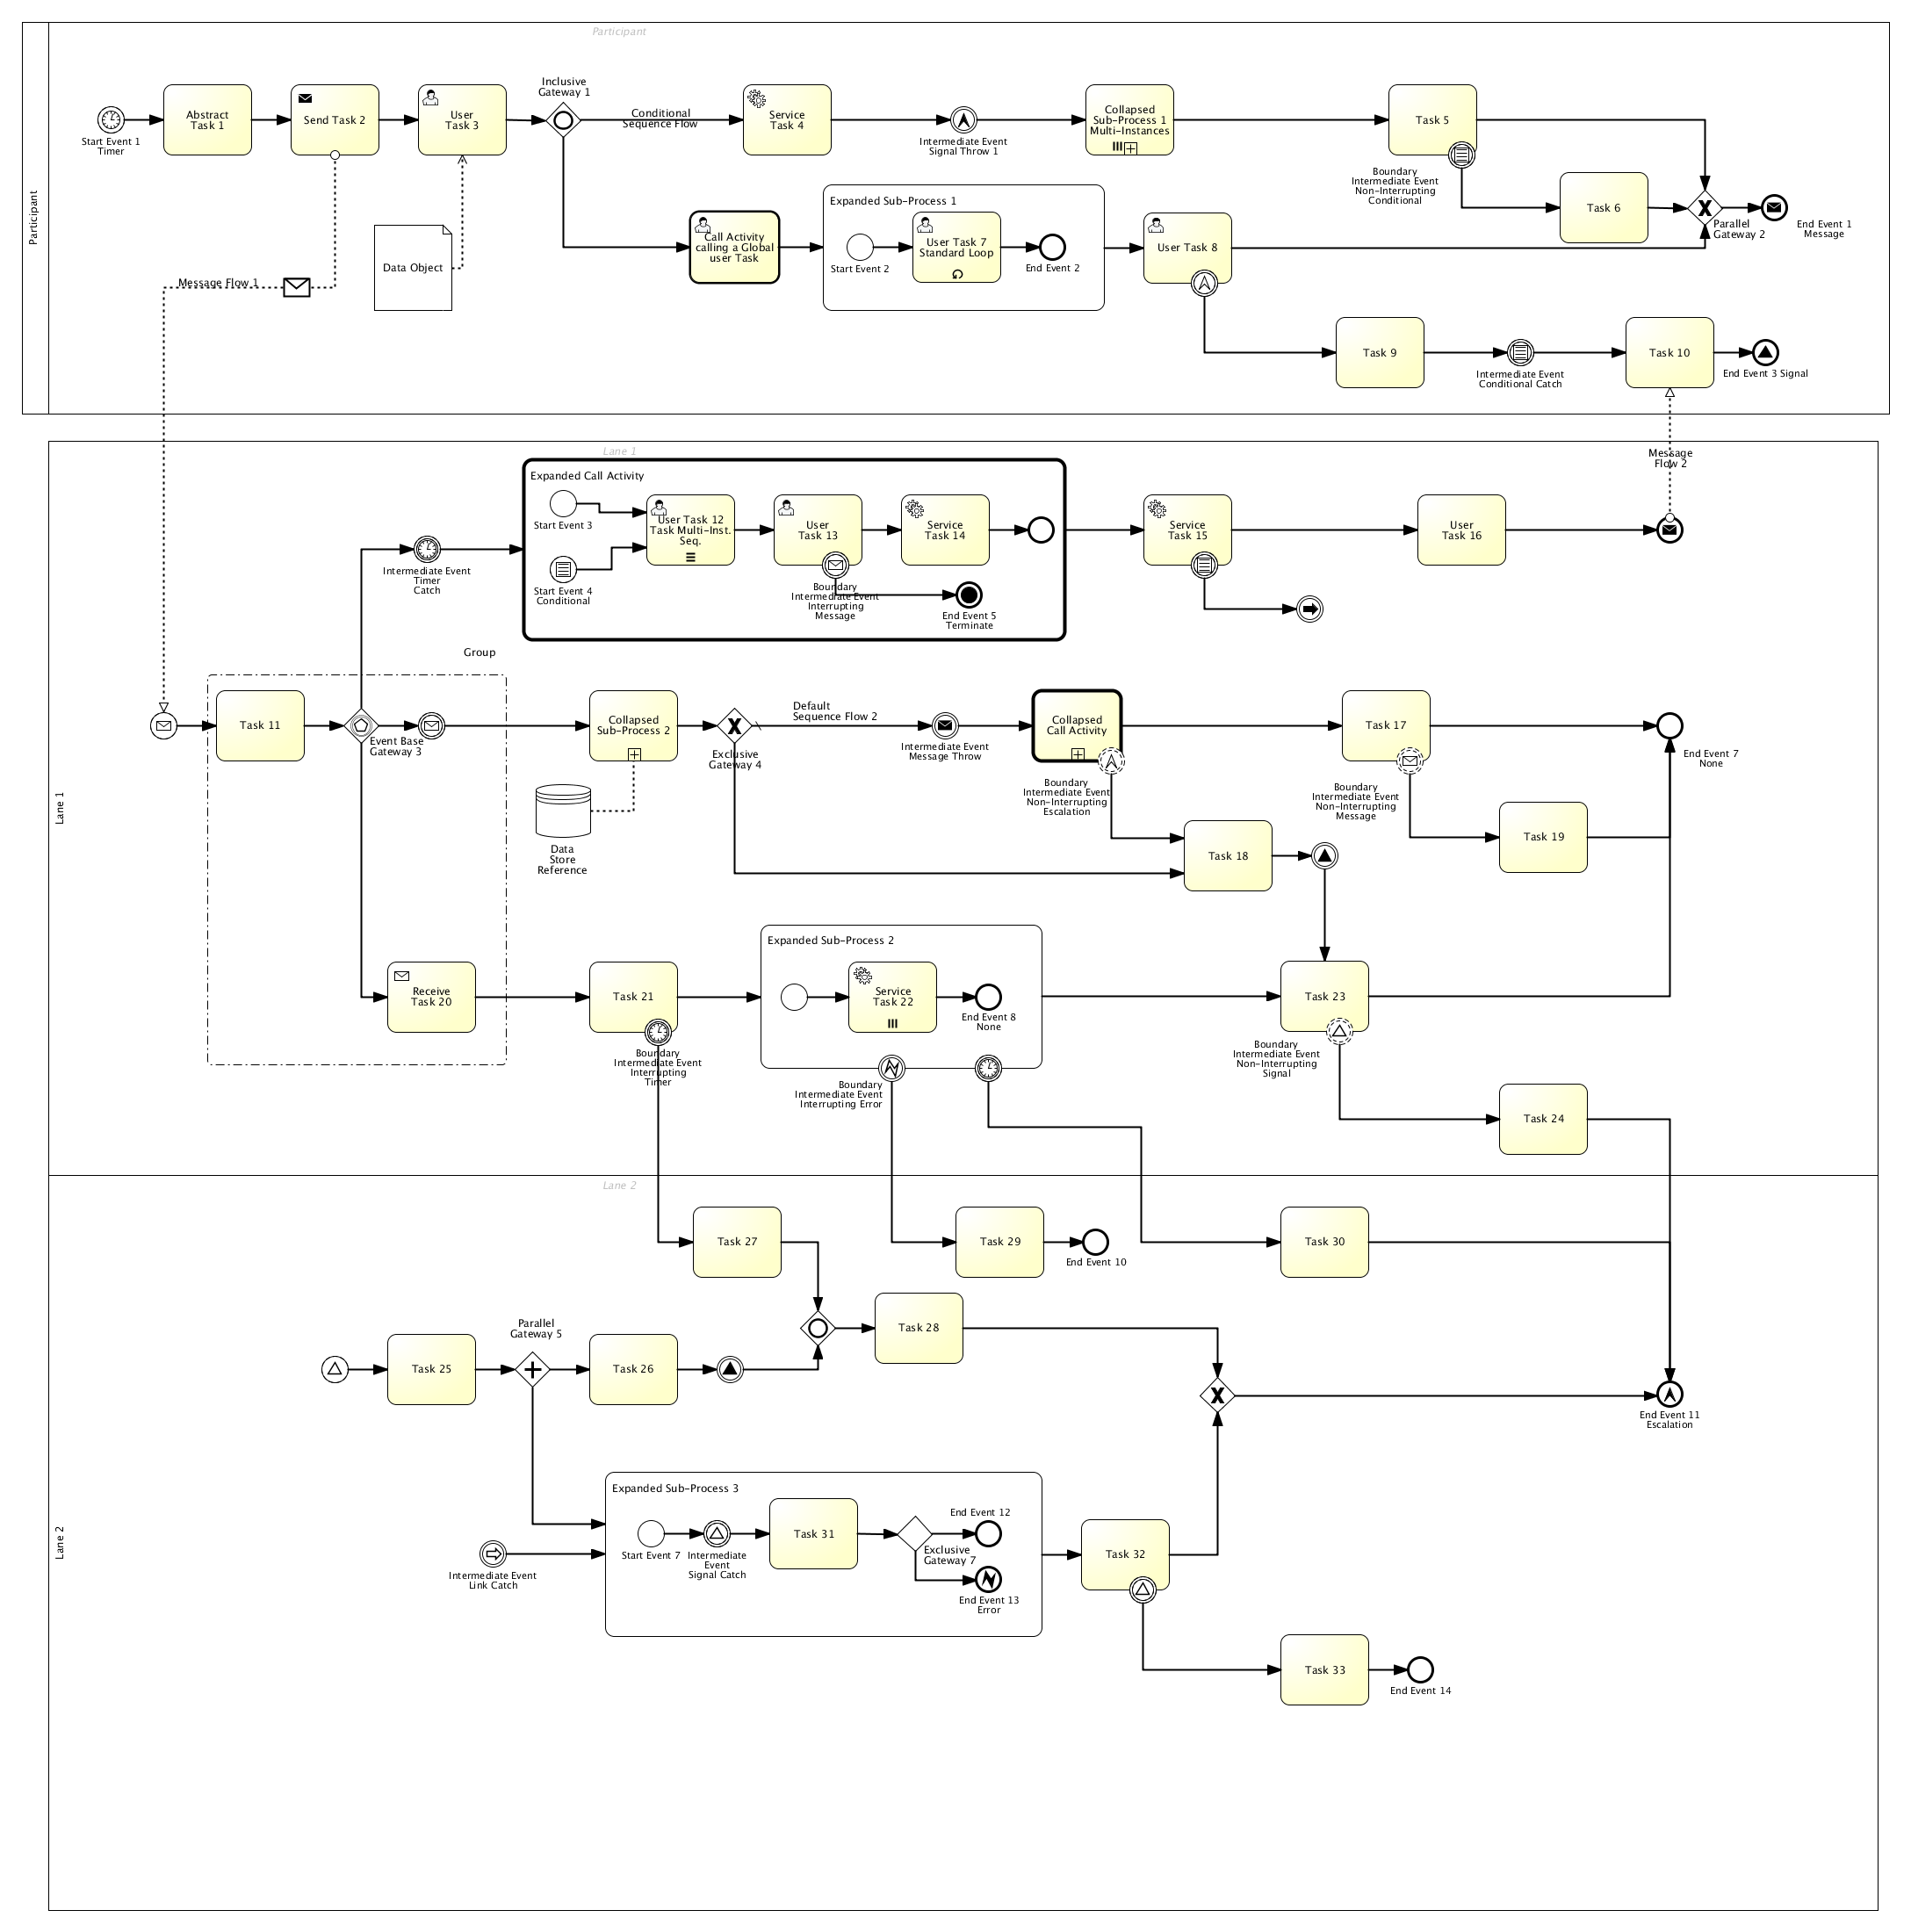 Participant
Participant
Inclusive
Gateway 1
Start Event 1
Timer
Abstract
Task 1
Send Task 2
User
Task 3
Conditional
Sequence Flow
Service
Task 4
Intermediate Event
Signal Throw 1
Collapsed
Sub-Process 1
Multi-Instances
Task 5
Boundary
Intermediate Event
Non-Interrupting
Conditional
Task 6
Parallel
Gateway 2
End Event 1
Message
Message Flow 1
Data Object
Call Activity
calling a Global
user Task
Expanded Sub-Process 1
Start Event 2
User Task 7
Standard Loop
End Event 2
User Task 8
Task 9
Intermediate Event
Conditional Catch
Task 10
End Event 3 Signal
Message
Flow 2
Lane 1
Lane 1
Intermediate Event
Timer
Catch
Expanded Call Activity
Start Event 3
Start Event 4
Conditional
User Task 12
Task Multi-Inst.
Seq.
User
Task 13
Boundary
Intermediate Event
Interrupting
Message
Service
Task 14
End Event 5
Terminate
Service
Task 15
User
Task 16
Group
Task 11
Event Base
Gateway 3
Collapsed
Sub-Process 2
Data
Store
Reference
Exclusive
Gateway 4
Default
Sequence Flow 2
Intermediate Event
Message Throw
Collapsed
Call Activity
Boundary
Intermediate Event
Non-Interrupting
Escalation
Task 17
Boundary
Intermediate Event
Non-Interrupting
Message
End Event 7
None
Task 18
Task 19
Receive
Task 20
Task 21
Boundary
Intermediate Event
Interrupting
Timer
Expanded Sub-Process 2
Service
Task 22
End Event 8
None
Boundary
Intermediate Event
Interrupting Error
Task 23
Boundary
Intermediate Event
Non-Interrupting
Signal
Task 24
Lane 2
Lane 2
Task 27
Task 29
End Event 10
Task 30
Task 25
Parallel
Gateway 5
Task 26
Task 28
End Event 11
Escalation
Intermediate Event
Link Catch
Expanded Sub-Process 3
Start Event 7
Intermediate
Event
Signal Catch
Task 31
Exclusive
Gateway 7
End Event 12
End Event 13
Error
Task 32
Task 33
End Event 14